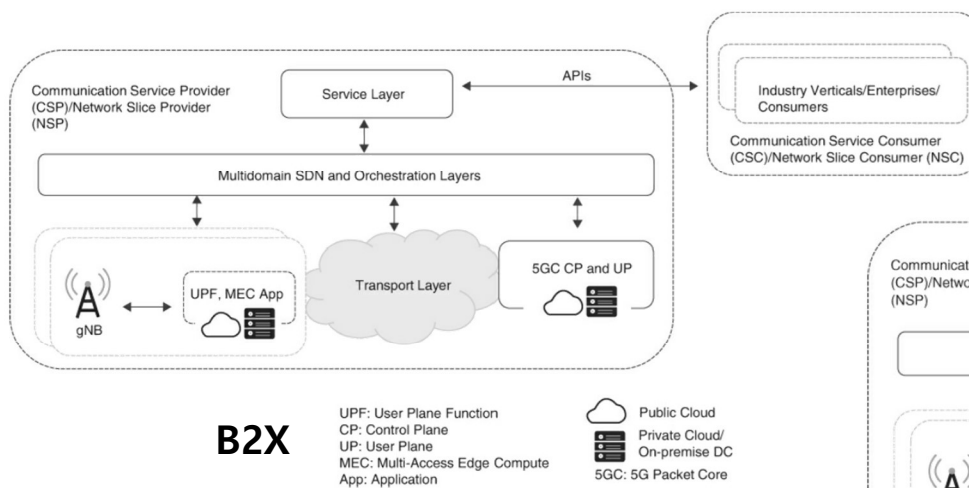 Communication Service Provider
(CSP)/Network Slice Provider
(NSP)
Service Layer
APIs
Industry Verticals/Enterprises/
Consumers
Communication Service Consumer
(CSC)/Network Slice Consumer (NSC)
Multidomain SDN and Orchestration Layers
gNB
UPF, MEC App
Transport Layer
5GC CP and UP
B2X
UPF: User Plane Function
CP: Control Plane
UP: User Plane
MEC: Multi-Access Edge Compute
App: Application
Public Cloud
Private Cloud/
On-premise DC
5GC: 5G Packet Core
(NSP)